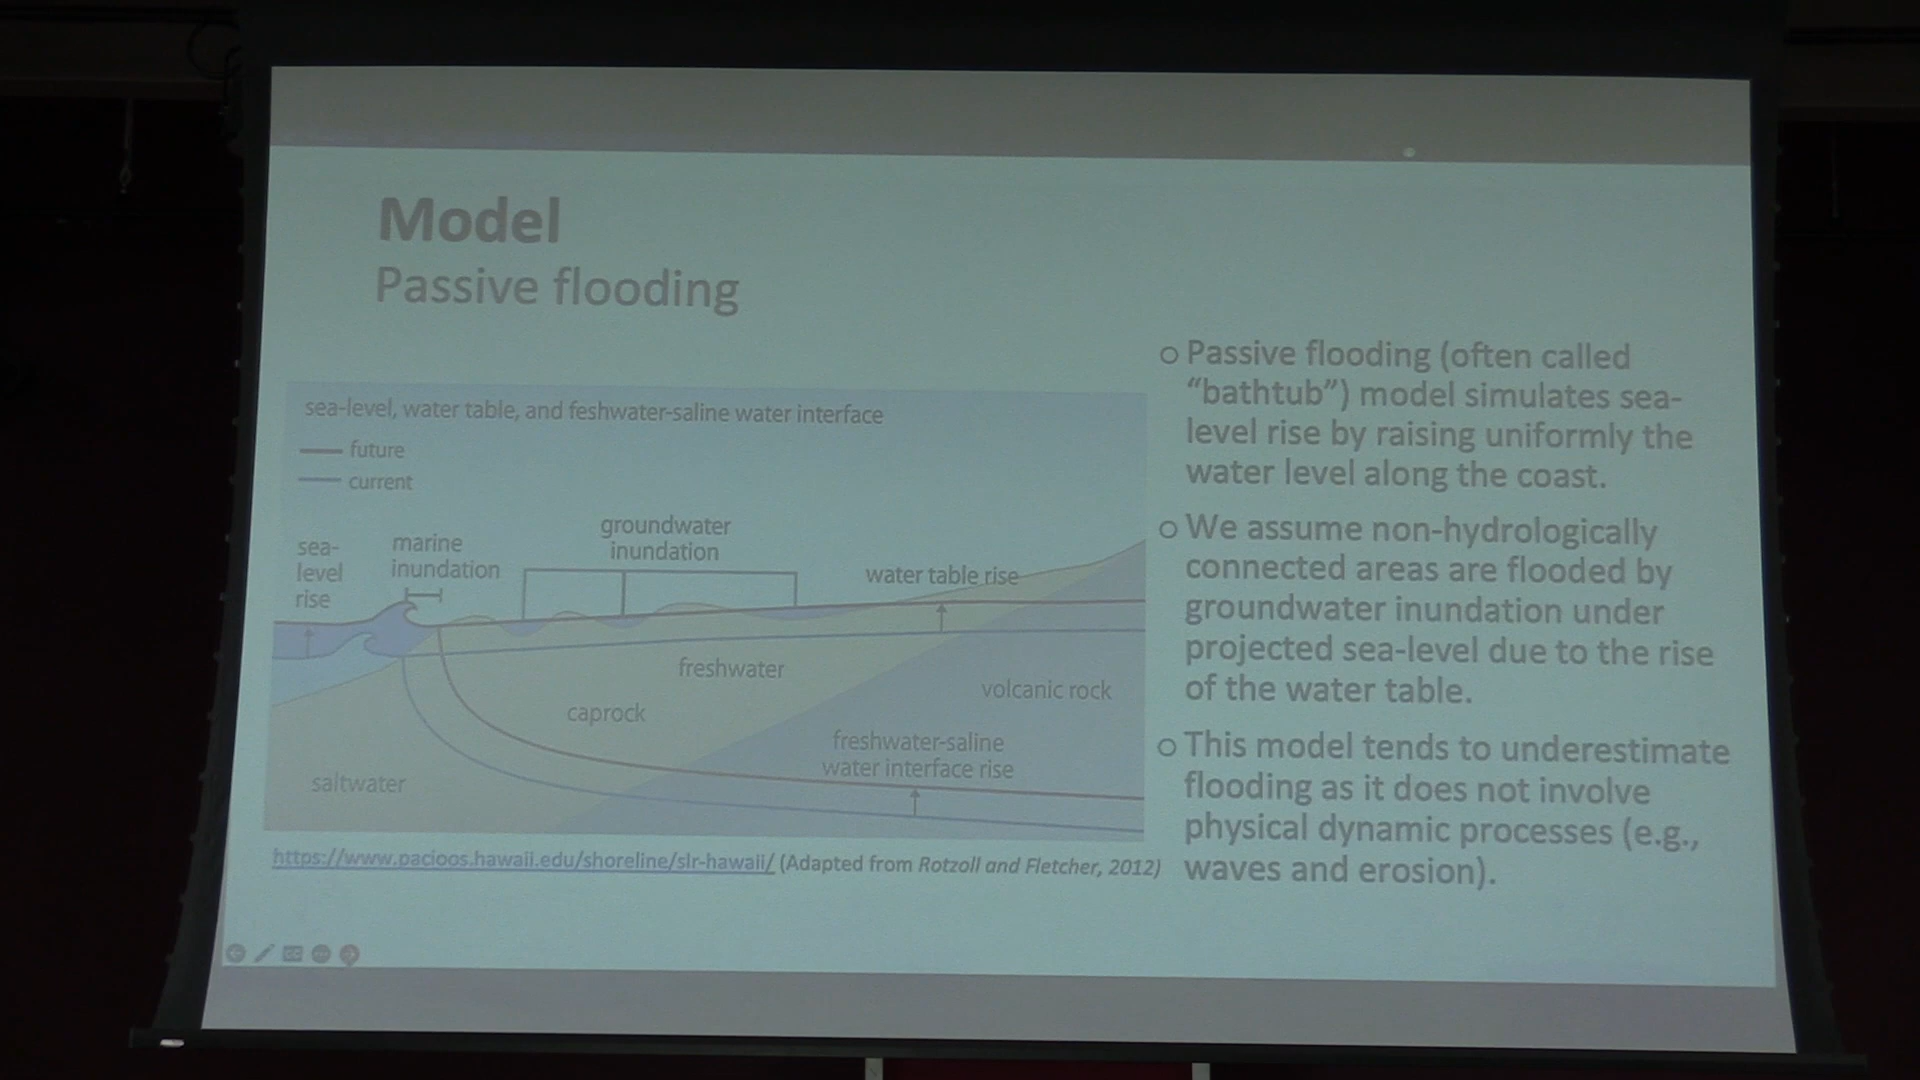 Model
Passive flooding
sea-level, water table, and feshwater-saline water interface
future
current
sea-
level
rise
marine
inundation
groundwater
inundation
water table rise
freshwater
volcanic rock
caprock
freshwater-saline
water interface rise
saltwater
https://www.pacioos.hawaii.edu/shoreline/slr-hawaii/ (Adapted from Rotzoll and Fletcher, 2012)
○ Passive flooding (often called
“bathtub”) model simulates sea-
level rise by raising uniformly the
water level along the coast.
○ We assume non-hydrologically
connected areas are flooded by
groundwater inundation under
projected sea-level due to the rise
of the water table.
○ This model tends to underestimate
flooding as it does not involve
physical dynamic processes (e.g.,
waves and erosion).